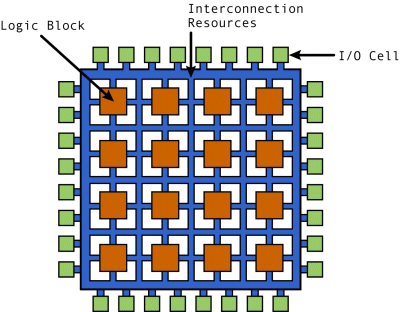 Interconnection
Resources
Logic Block
I/O Cell